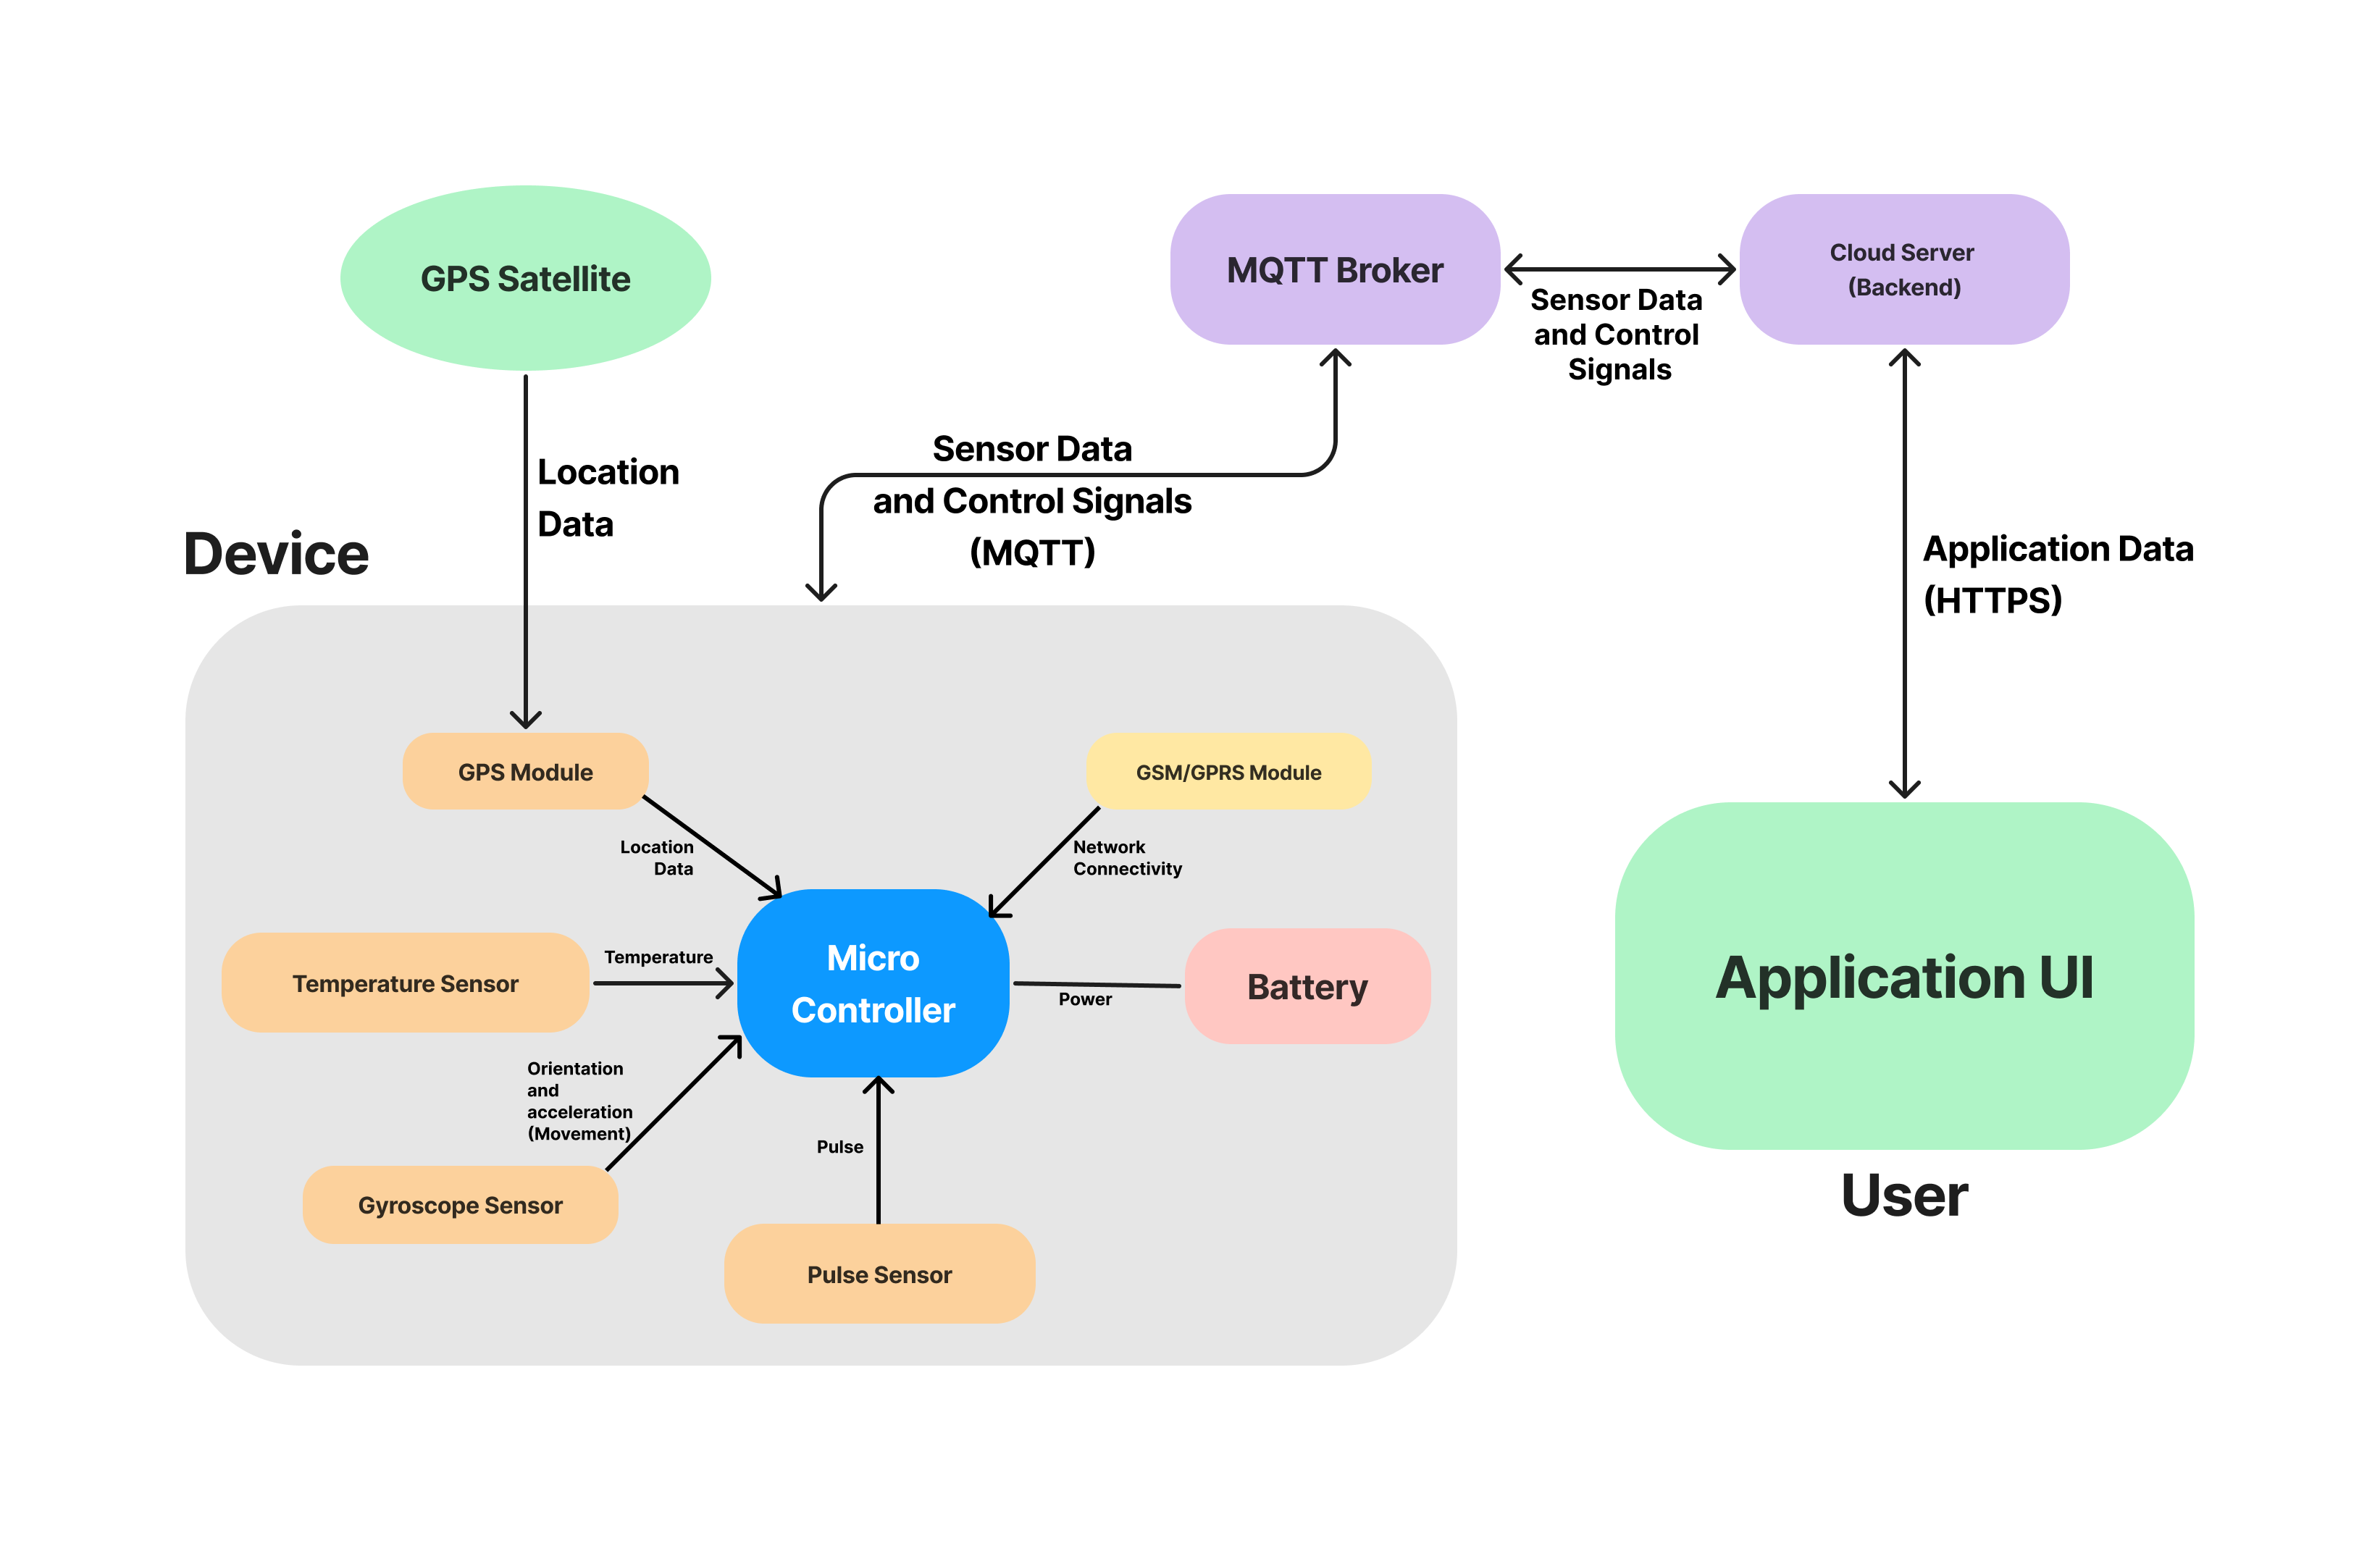 GPS Satellite
MQTT Broker
Cloud Server
(Backend)
Sensor Data
and Control
Signals
Location
Data
Sensor Data
and Control Signals
(MQTT)
Application Data
(HTTPS)
Device
GPS Module
GSM/GPRS Module
Location
Data
Network
Connectivity
Temperature Sensor
Temperature
Micro
Controller
Power
Battery
Orientation
and
acceleration
(Movement)
Gyroscope Sensor
Pulse
Pulse Sensor
Application UI
User